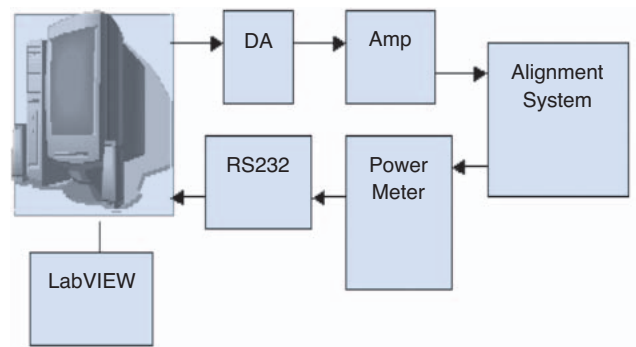 DA
Amp
Alignment
System
RS232
Power
Meter
LabVIEW